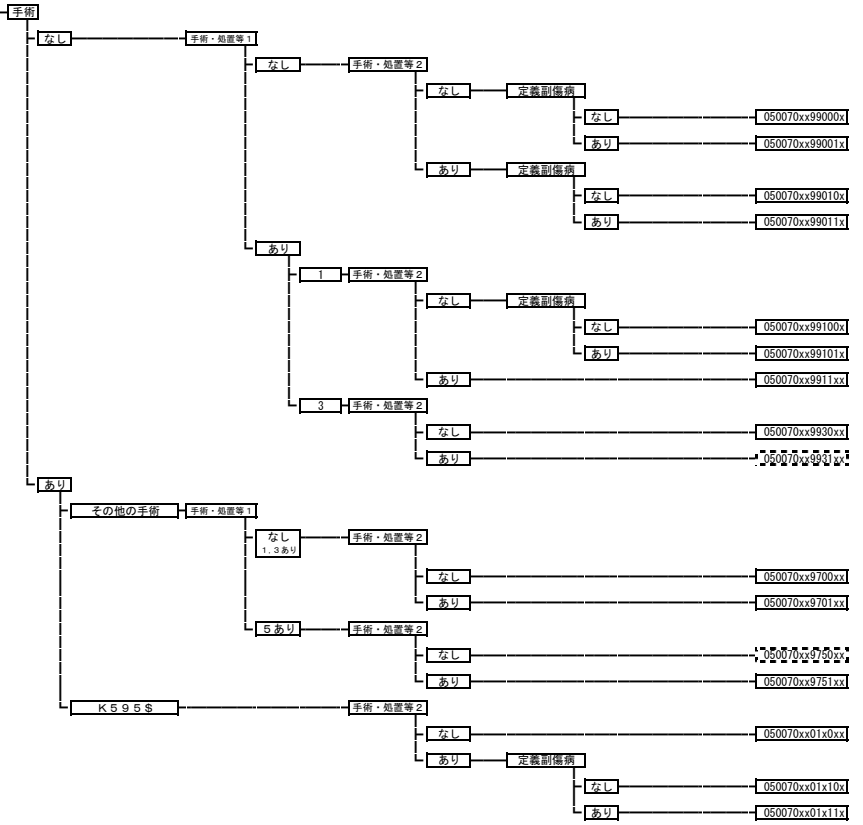 手術
なし 手術・処置等1
なし 手術・処置等2
なし 定義副傷病
なし 050070xx99000x
あり 050070xx99001x
あり 定義副傷病
なし 050070xx99010x
あり 050070xx99011x
あり
1 手術・処置等2
なし 定義副傷病
なし 050070xx99100x
あり 050070xx99101x
あり 050070xx9911xx
3 手術・処置等2
なし 050070xx9930xx
あり 050070xx9931xx
あり
その他の手術 手術・処置等1
なし 手術・処置等2
1,3あり
なし 050070xx9700xx
あり 050070xx9701xx
5あり 手術・処置等2
なし 050070xx9750xx
あり 050070xx9751xx
K595$ 手術・処置等2
なし 050070xx01x0xx
あり 定義副傷病
なし 050070xx01x10x
あり 050070xx01x11x